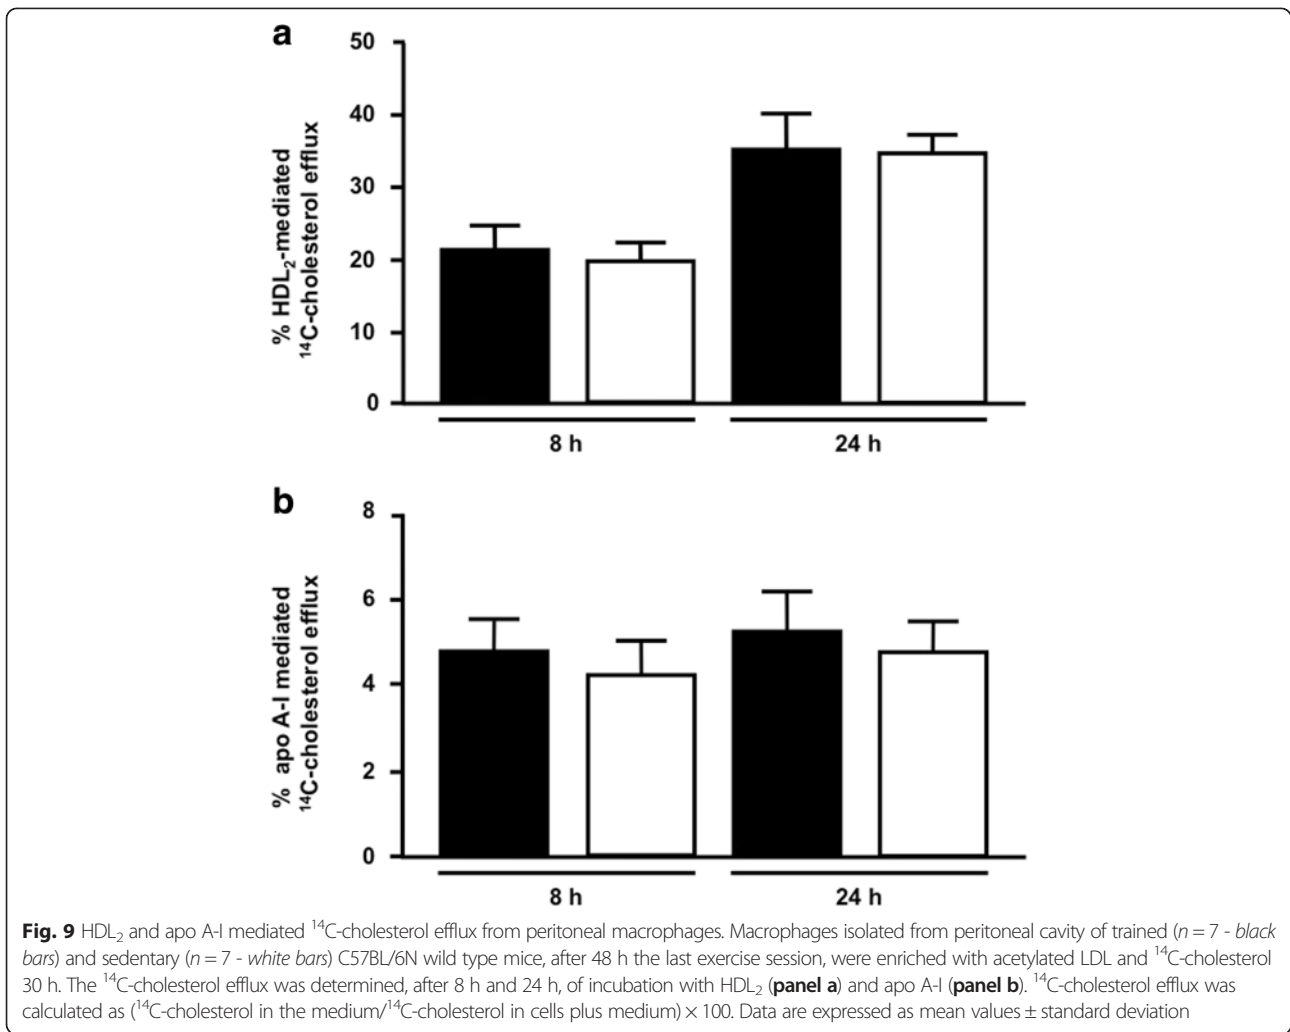 a
50
40
30
20
10
0
% HDL₂-mediated
¹⁴C-cholesterol efflux
8 h 24 h
b
8
6
4
2
0
% apo A-I mediated
¹⁴C-cholesterol efflux
8 h 24 h
Fig. 9 HDL₂ and apo A-I mediated ¹⁴C-cholesterol efflux from peritoneal macrophages. Macrophages isolated from peritoneal cavity of trained (n = 7 - black
bars) and sedentary (n = 7 - white bars) C57BL/6N wild type mice, after 48 h the last exercise session, were enriched with acetylated LDL and ¹⁴C-cholesterol
30 h. The ¹⁴C-cholesterol efflux was determined, after 8 h and 24 h, of incubation with HDL₂ (panel a) and apo A-I (panel b). ¹⁴C-cholesterol efflux was
calculated as (¹⁴C-cholesterol in the medium/¹⁴C-cholesterol in cells plus medium) × 100. Data are expressed as mean values ± standard deviation